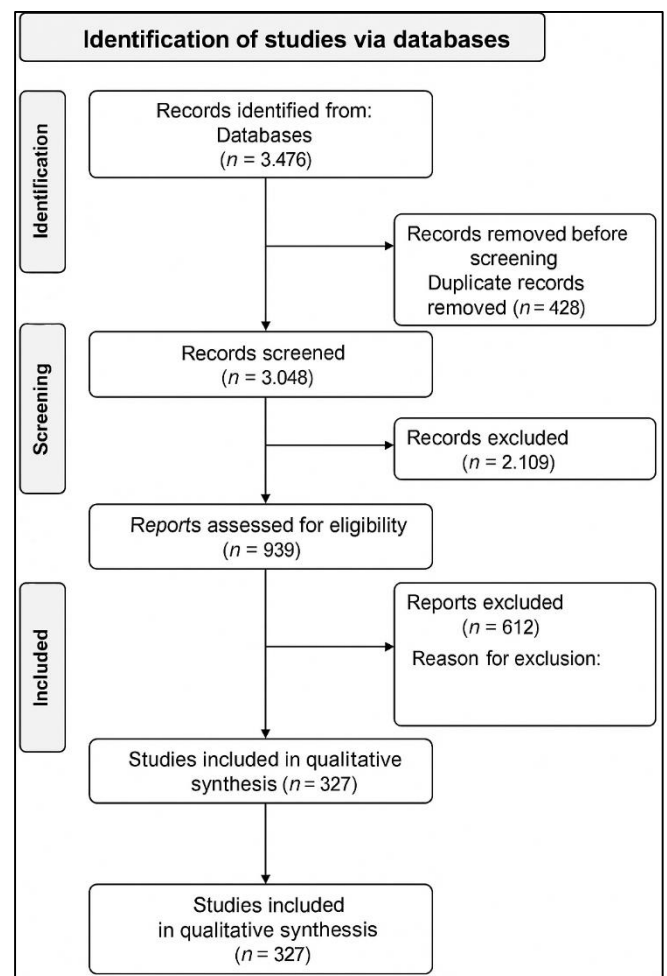 Identification of studies via databases
Identification
Records identified from:
Databases
(n = 3.476)
Records removed before
screening
Duplicate records
removed (n = 428)
Screening
Records screened
(n = 3.048)
Records excluded
(n = 2.109)
Reports assessed for eligibility
(n = 939)
Included
Reports excluded
(n = 612)
Reason for exclusion:
Studies included in qualitative
synthesis (n = 327)
Studies included
in qualitative synthessis
(n = 327)